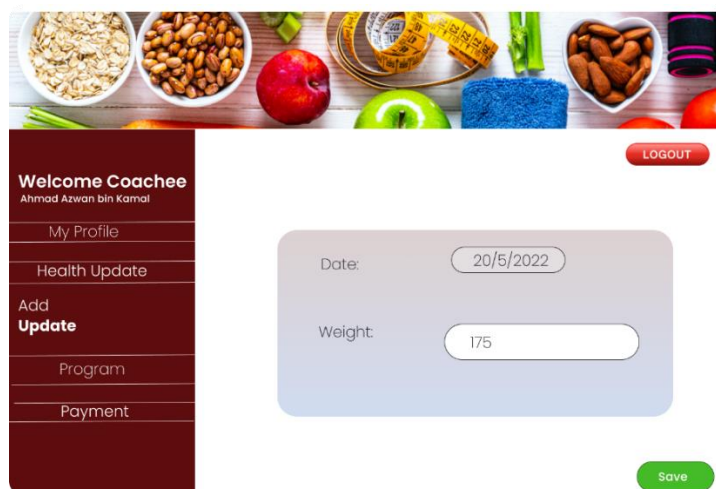 LOGOUT
Welcome Coachee
Ahmad Azwan bin Kamal
My Profile
Health Update
Add
Update
Program
Payment
Date:
20/5/2022
Weight:
175
Save